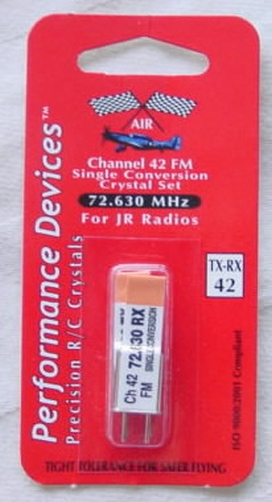 AIR
Channel 42 FM
Single Conversion
Crystal Set
72.630 MHz
For JR Radios
Performance Devices™
Precision R/C Crystals
TX-RX
42
Ch 42 72.630 RX
FM SINGLE CONVERSION
ISO 9000:2001 Compliant
TIGHT TOLERANCE FOR SAFER FLYING